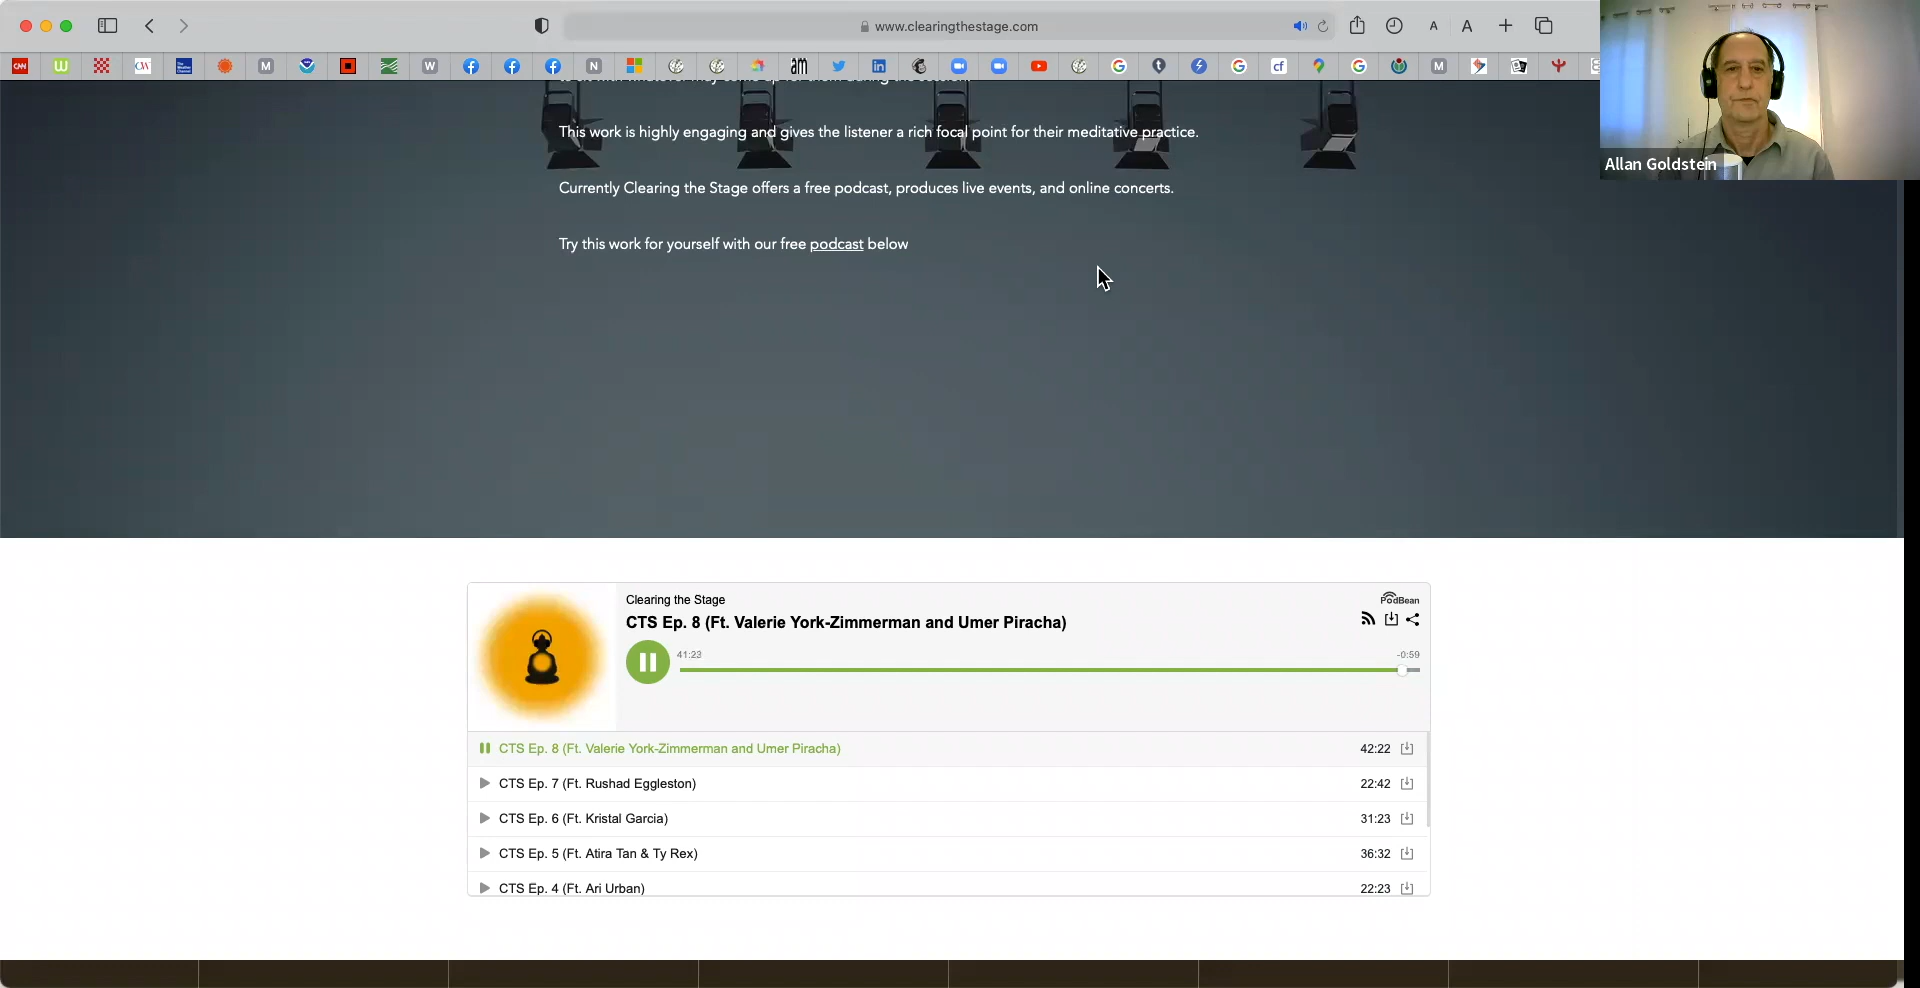 www.clearingthestage.com
A
A
This work is highly engaging and gives the listener a rich focal point for their meditative practice.
Currently Clearing the Stage offers a free podcast, produces live events, and online concerts.
Try this work for yourself with our free podcast below
Allan Goldstein
Clearing the Stage
PodBean
CTS Ep. 8 (Ft. Valerie York-Zimmerman and Umer Piracha)
41:23
-0:59
CTS Ep. 8 (Ft. Valerie York-Zimmerman and Umer Piracha) 42:22
CTS Ep. 7 (Ft. Rushad Eggleston) 22:42
CTS Ep. 6 (Ft. Kristal Garcia) 31:23
CTS Ep. 5 (Ft. Atira Tan & Ty Rex) 36:32
CTS Ep. 4 (Ft. Ari Urban) 22:23